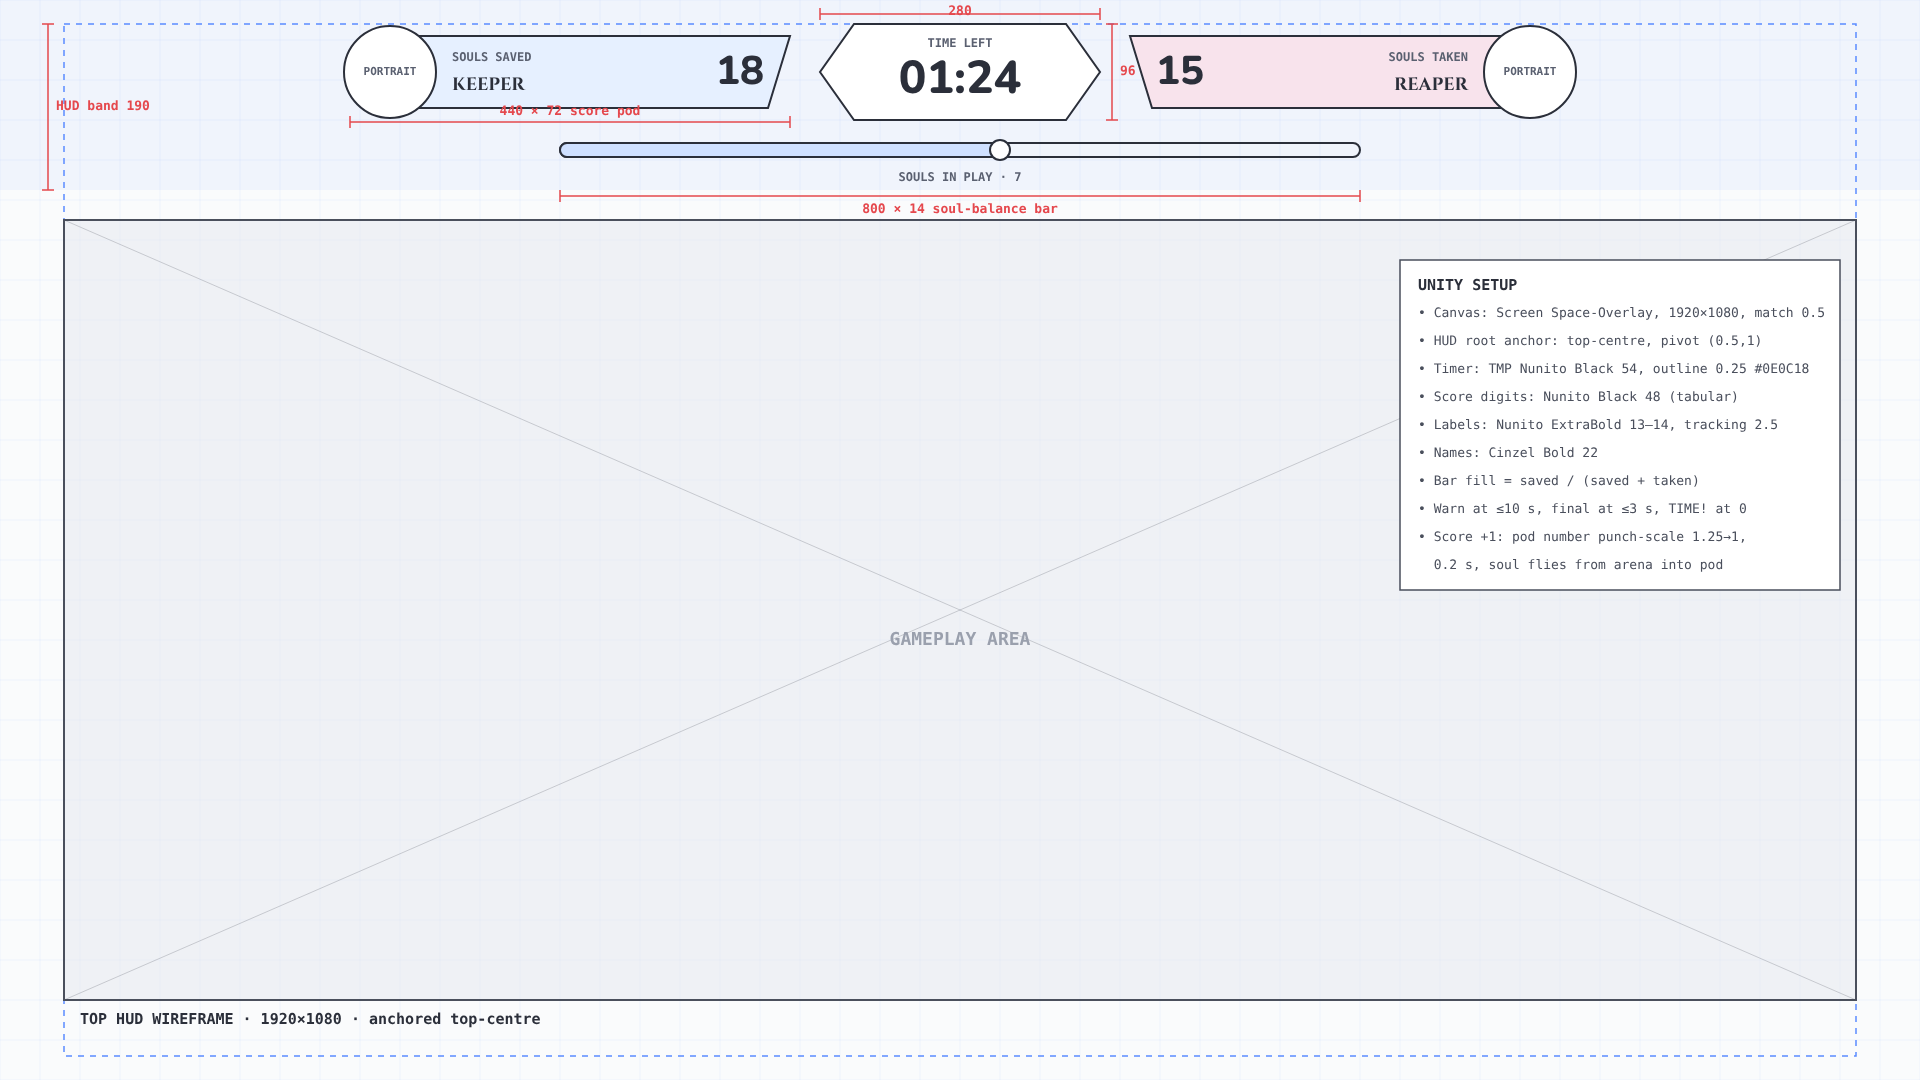 280
PORTRAIT
SOULS SAVED
KEEPER
18
TIME LEFT
01:24
96
15
SOULS TAKEN
REAPER
PORTRAIT
HUD band 190
440 × 72 score pod
SOULS IN PLAY · 7
800 × 14 soul-balance bar
UNITY SETUP
• Canvas: Screen Space-Overlay, 1920×1080, match 0.5
• HUD root anchor: top-centre, pivot (0.5,1)
• Timer: TMP Nunito Black 54, outline 0.25 #0E0C18
• Score digits: Nunito Black 48 (tabular)
• Labels: Nunito ExtraBold 13–14, tracking 2.5
• Names: Cinzel Bold 22
• Bar fill = saved / (saved + taken)
• Warn at ≤10 s, final at ≤3 s, TIME! at 0
• Score +1: pod number punch-scale 1.25→1,
0.2 s, soul flies from arena into pod
GAMEPLAY AREA
TOP HUD WIREFRAME · 1920×1080 · anchored top-centre